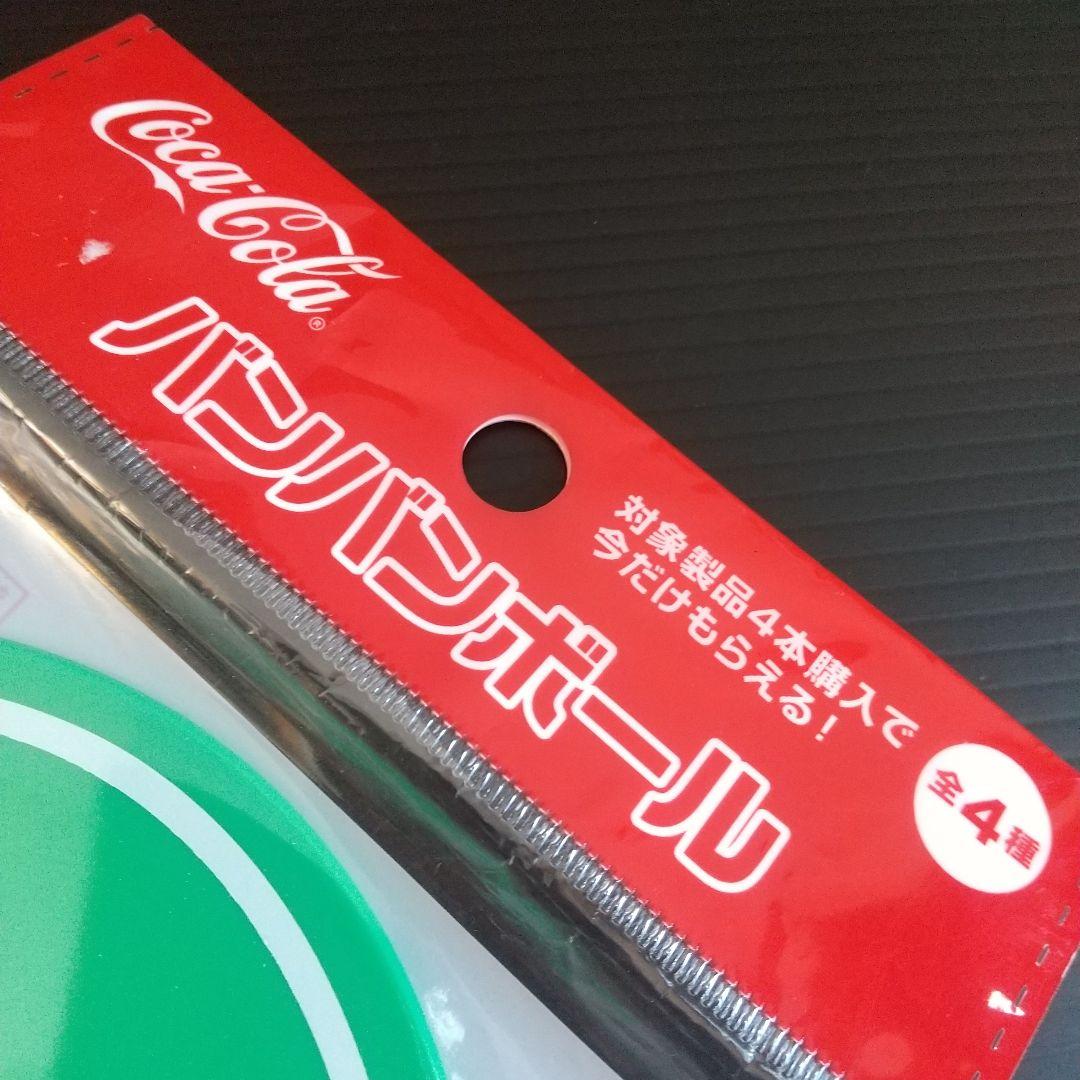 Coca-Cola®
バンバンボール
対象製品4本購入で
今だけもらえる!
全4種